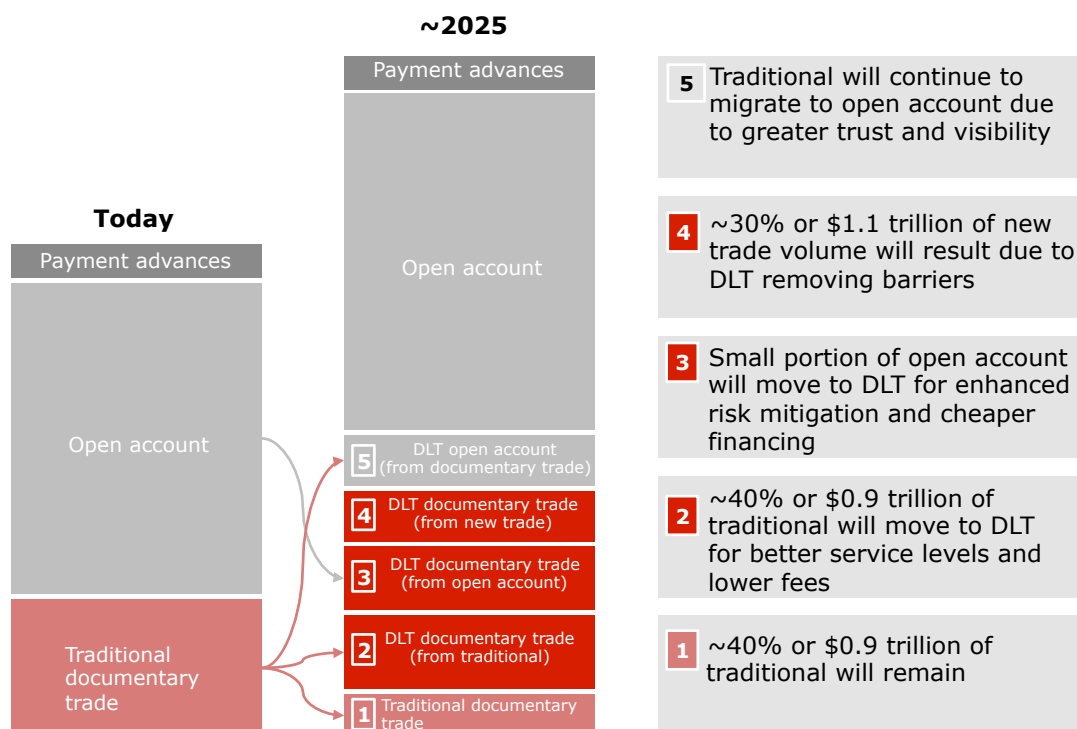 ~2025
Today
Payment advances
Open account
Traditional
documentary
trade
Payment advances
Open account
5
DLT open account
(from documentary trade)
4
DLT documentary trade
(from new trade)
3
DLT documentary trade
(from open account)
2
DLT documentary trade
(from traditional)
1
Traditional documentary
trade
5
Traditional will continue to
migrate to open account due
to greater trust and visibility
4
~30% or $1.1 trillion of new
trade volume will result due to
DLT removing barriers
3
Small portion of open account
will move to DLT for enhanced
risk mitigation and cheaper
financing
2
~40% or $0.9 trillion of
traditional will move to DLT
for better service levels and
lower fees
1
~40% or $0.9 trillion of
traditional will remain